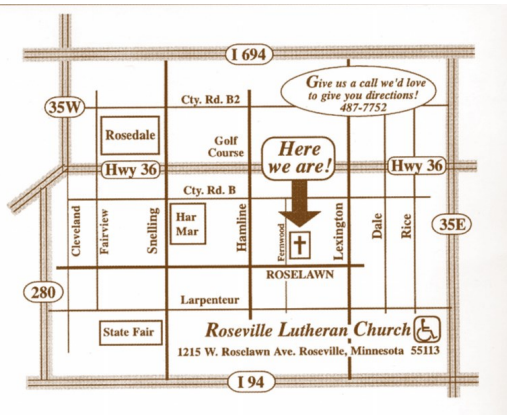 I 694
Give us a call we'd love
to give you directions!
487-7752
35W
Cty. Rd. B2
Rosedale
Golf
Course
Here
we are!
Hwy 36
Hwy 36
Cty. Rd. B
Cleveland
Fairview
Snelling
Har
Mar
Hamline
Fernwood
Lexington
Dale
Rice
35E
ROSELAWN
280
Larpenteur
State Fair
Roseville Lutheran Church
1215 W. Roselawn Ave. Roseville, Minnesota 55113
I 94